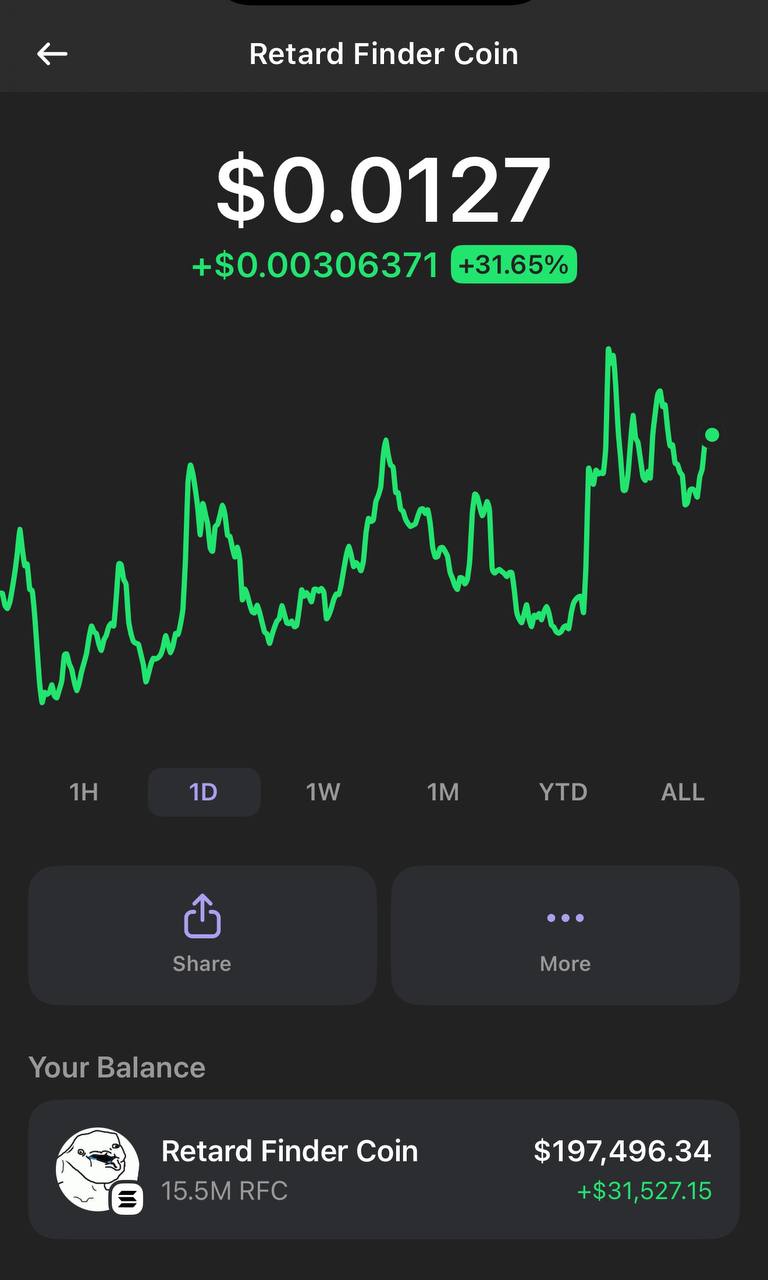 Retard Finder Coin
$0.0127
+$0.00306371 +31.65%
1H 1D 1W 1M YTD ALL
Share More
Your Balance
Retard Finder Coin $197,496.34
15.5M RFC +$31,527.15